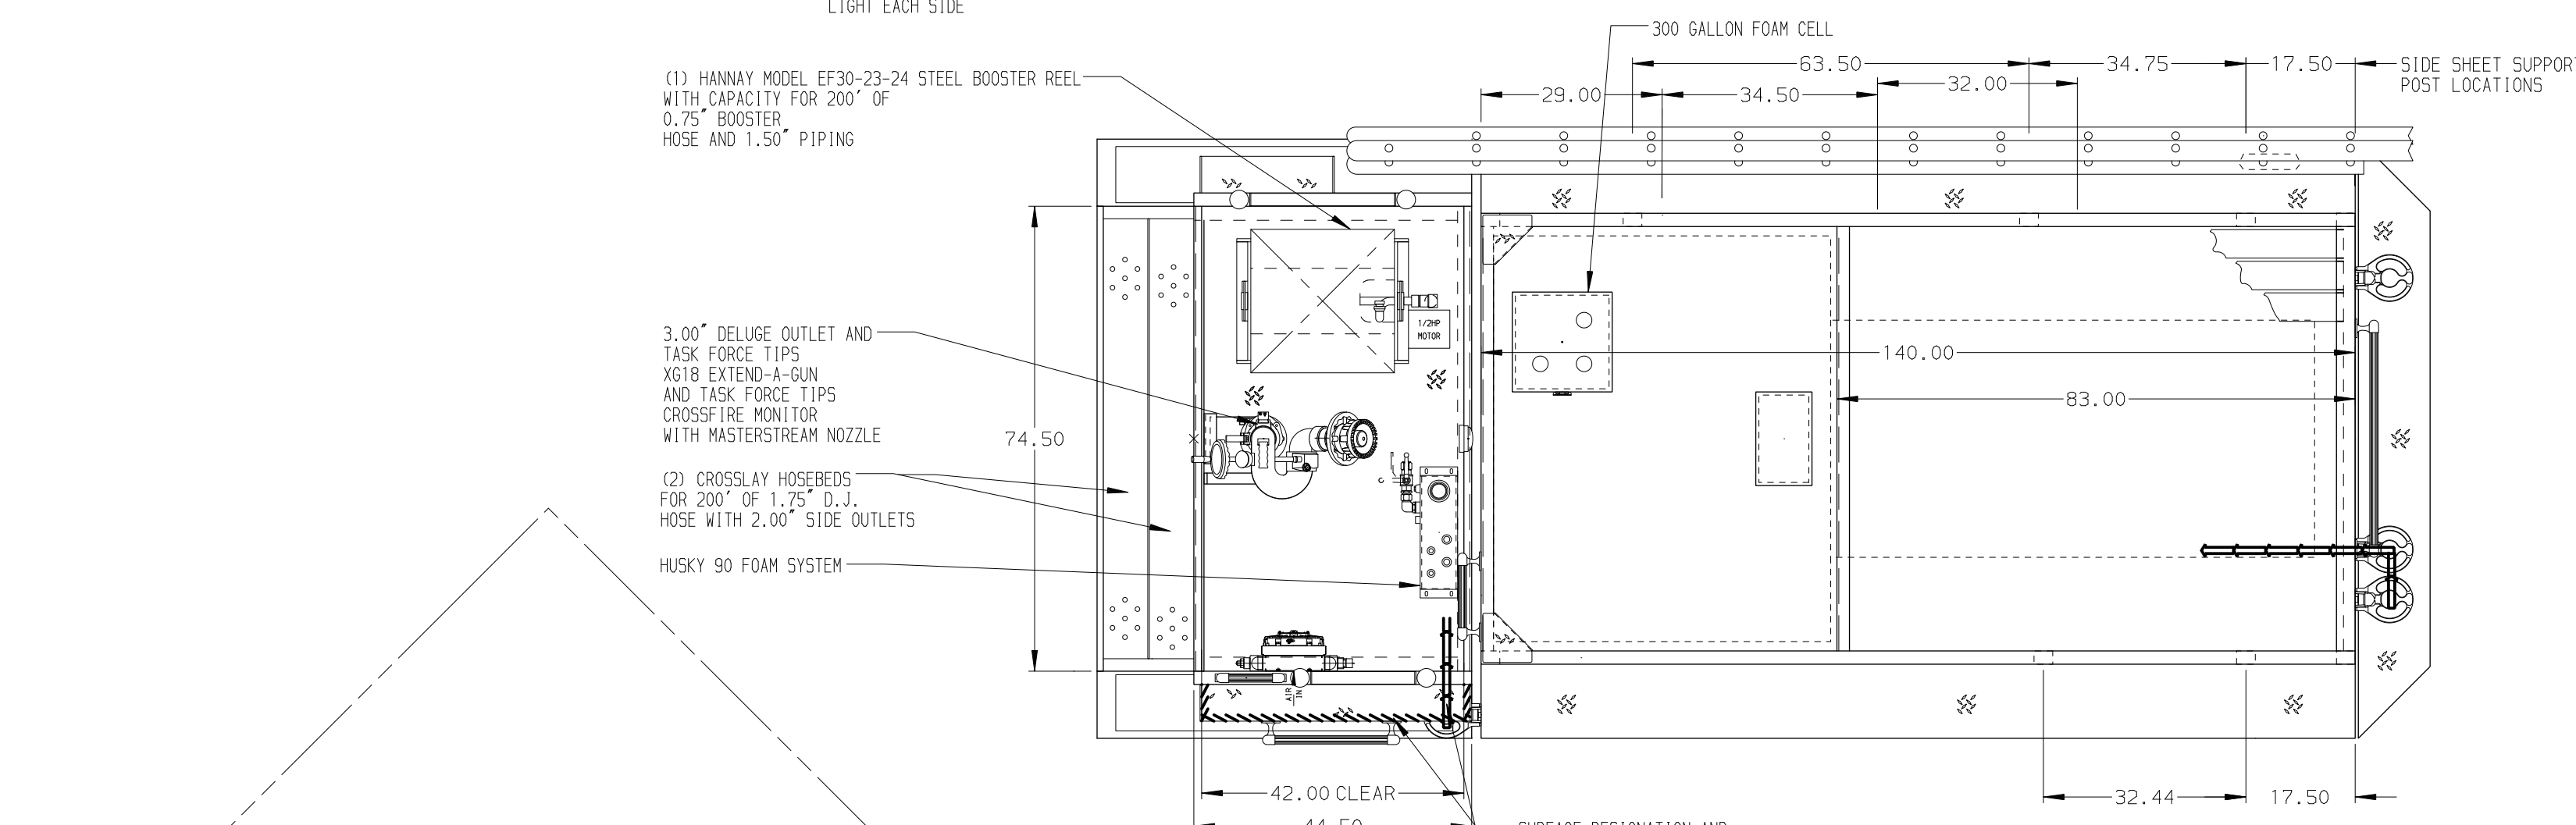 LIGHT EACH SIDE
300 GALLON FOAM CELL
(1) HANNAY MODEL EF30-23-24 STEEL BOOSTER REEL
WITH CAPACITY FOR 200' OF
0.75" BOOSTER
HOSE AND 1.50" PIPING
63.50
34.75
17.50
SIDE SHEET SUPPORT
POST LOCATIONS
29.00
34.50
32.00
1/2HP
MOTOR
3.00" DELUGE OUTLET AND
TASK FORCE TIPS
XG18 EXTEND-A-GUN
AND TASK FORCE TIPS
CROSSFIRE MONITOR
WITH MASTERSTREAM NOZZLE
140.00
83.00
74.50
(2) CROSSLAY HOSEBEDS
FOR 200' OF 1.75" D.J.
HOSE WITH 2.00" SIDE OUTLETS
HUSKY 90 FOAM SYSTEM
AIR
IN
42.00 CLEAR
32.44
17.50
44.50
SURFACE DESIGNATION AND